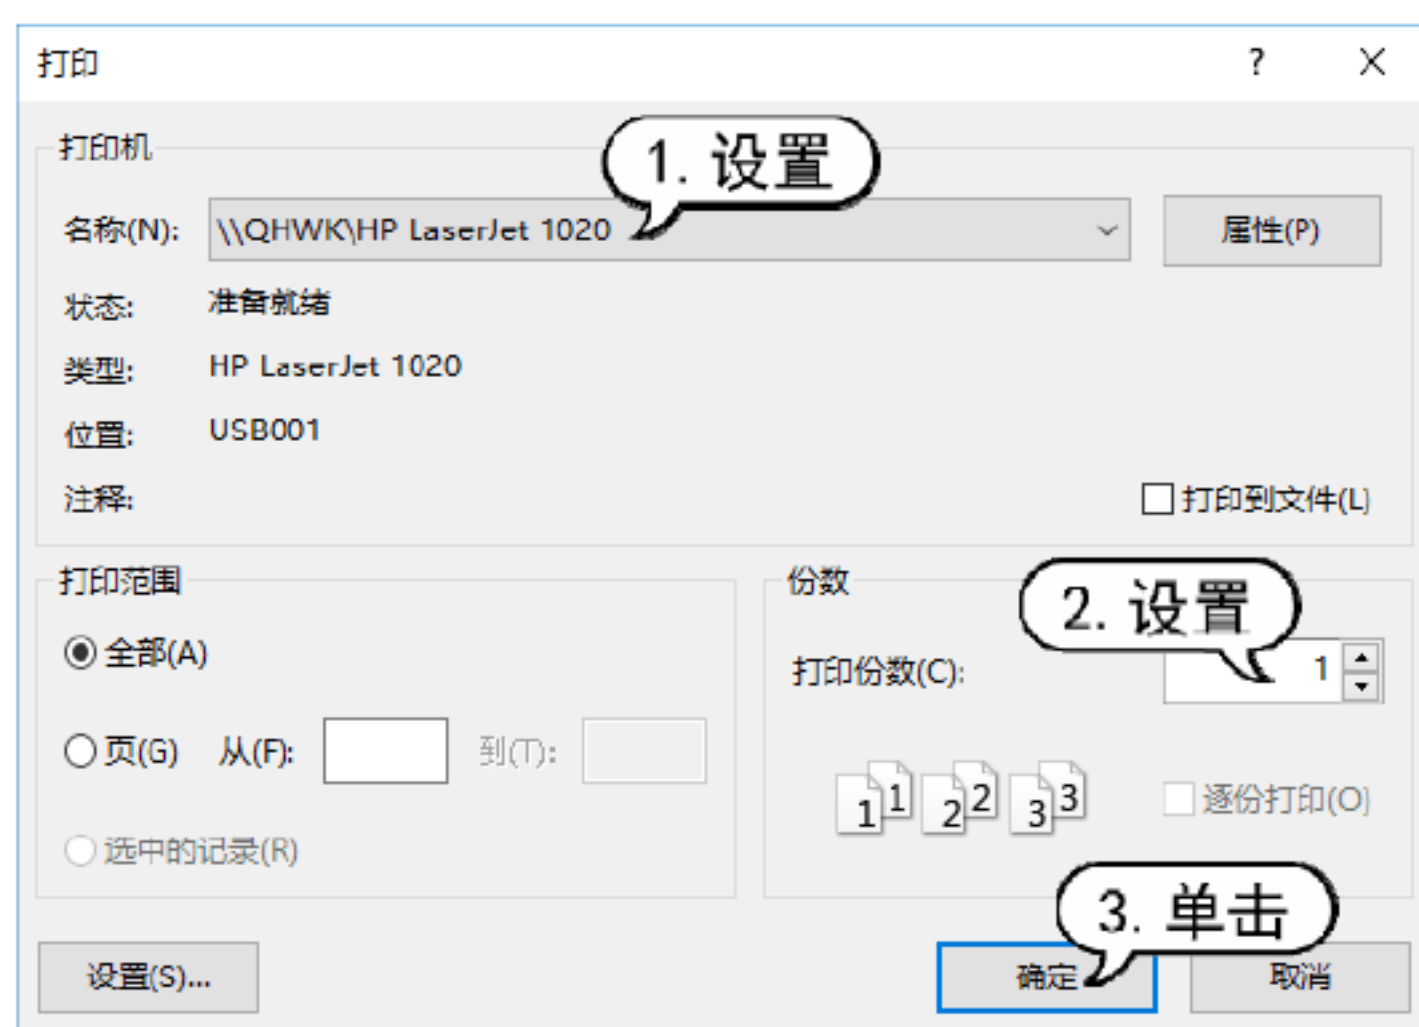 打印
?
打印机
1. 设置
名称(N):
\\QHWK\HP LaserJet 1020
属性(P)
状态:
准备就绪
类型:
HP LaserJet 1020
位置:
USB001
注释:
打印到文件(L)
打印范围
份数
2. 设置
全部(A)
打印份数(C):
1
页(G)
从(F):
到(T):
1 1 2 2 3 3
逐份打印(O)
选中的记录(R)
3. 单击
设置(S)...
确定
取消